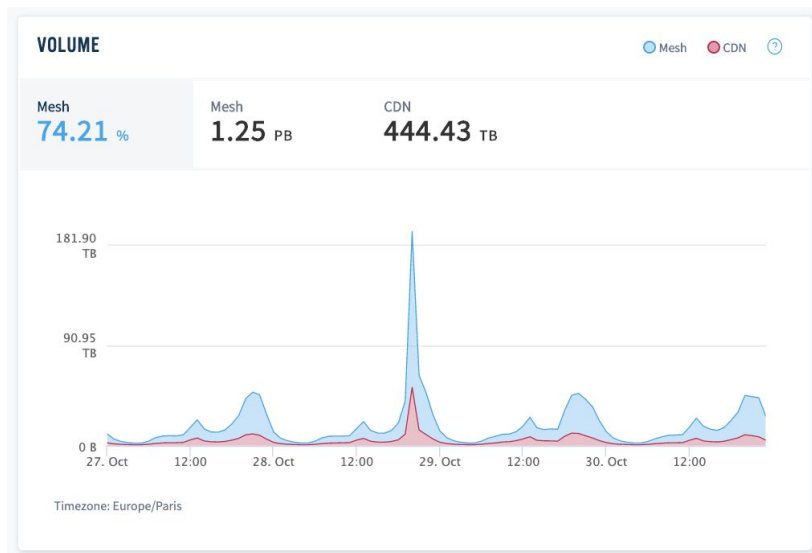 VOLUME
Mesh CDN ?
Mesh Mesh CDN
74.21 % 1.25 PB 444.43 TB
181.90
TB
90.95
TB
0 B
27. Oct 12:00 28. Oct 12:00 29. Oct 12:00 30. Oct 12:00
Timezone: Europe/Paris